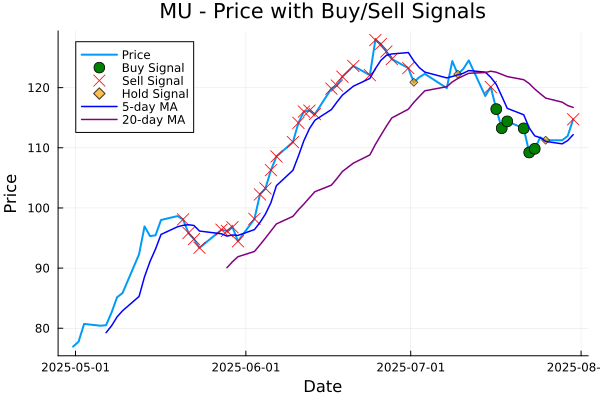 MU - Price with Buy/Sell Signals
Price
Buy Signal
Sell Signal
Hold Signal
5-day MA
20-day MA
Price
120
110
100
90
80
2025-05-01
2025-06-01
2025-07-01
2025-08-
Date